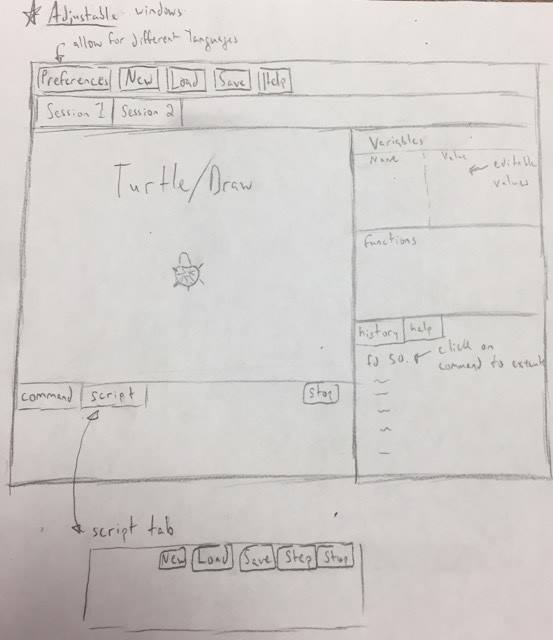 ☆ Adjustable windows
allow for different languages
Preferences New Load Save Help
Session 1 Session 2
Turtle/Draw
Variables
Name Value
editable
values
Functions
history help
fd 50.
click on
command to
command script Stop
script tab
New Load Save Step Stop